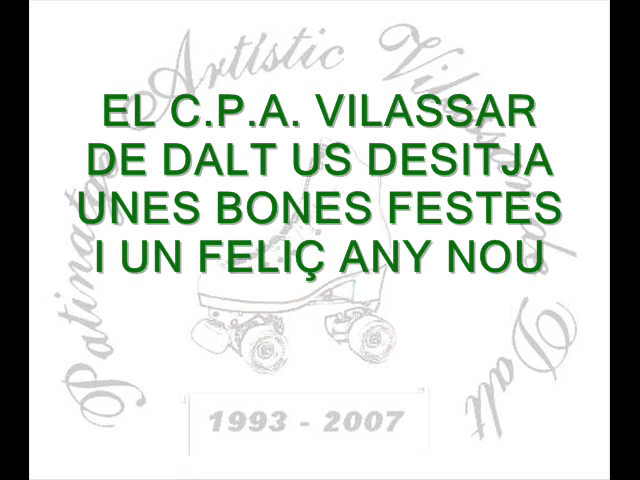 EL C.P.A. VILASSAR
DE DALT US DESITJA
UNES BONES FESTES
I UN FELIÇ ANY NOU
Patinatge Artístic Vilassar de Dalt
1993 - 2007